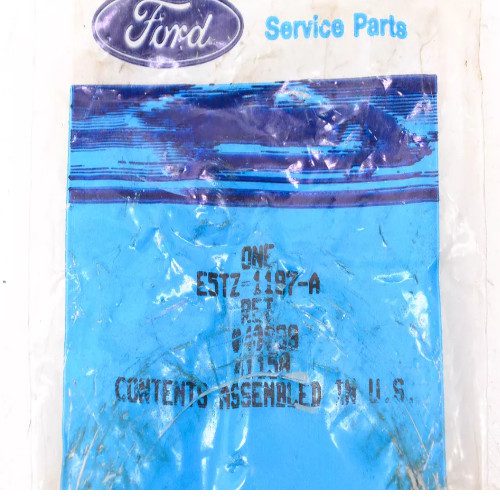 Ford
Service Parts
ONE
E5TZ-1197-A
RET
CONTENTS ASSEMBLED IN U.S.